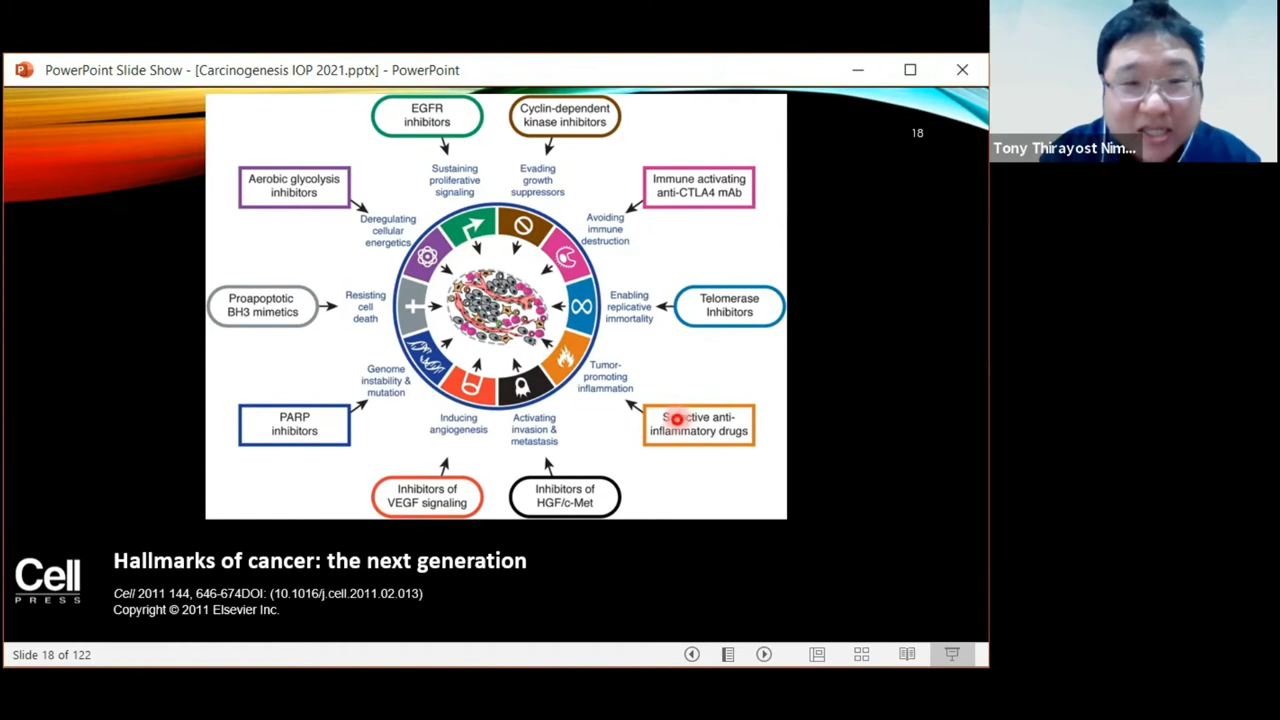 PowerPoint Slide Show - [Carcinogenesis IOP 2021.pptx] - PowerPoint
Tony Thirayost Nim...
18
EGFR
inhibitors
Cyclin-dependent
kinase inhibitors
Sustaining
proliferative
signaling
Evading
growth
suppressors
Aerobic glycolysis
inhibitors
Immune activating
anti-CTLA4 mAb
Deregulating
cellular
energetics
Avoiding
immune
destruction
Proapoptotic
BH3 mimetics
Resisting
cell
death
Enabling
replicative
immortality
Telomerase
Inhibitors
Genome
instability &
mutation
Tumor-
promoting
inflammation
PARP
inhibitors
Inducing
angiogenesis
Activating
invasion &
metastasis
Selective anti-
inflammatory drugs
Inhibitors of
VEGF signaling
Inhibitors of
HGF/c-Met
Hallmarks of cancer: the next generation
Cell
PRESS
Cell 2011 144, 646-674DOI: (10.1016/j.cell.2011.02.013)
Copyright © 2011 Elsevier Inc.
Slide 18 of 122